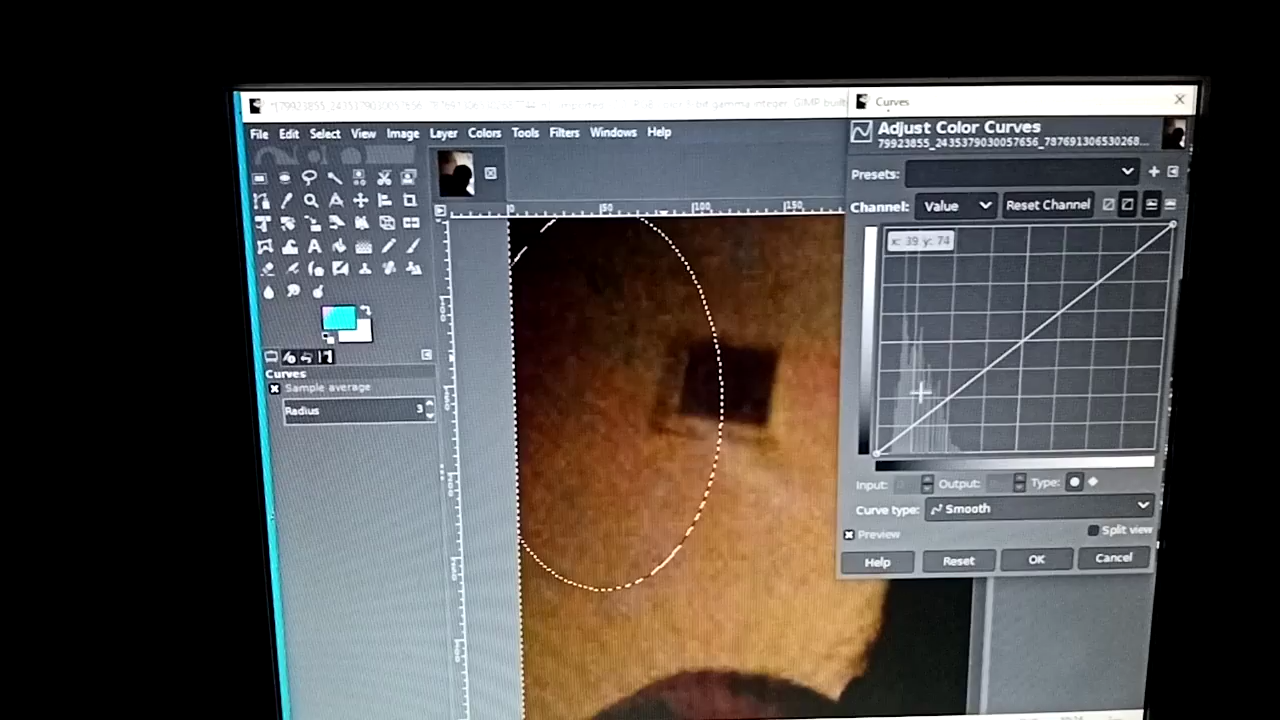 Curves
File Edit Select View Image Layer Colors Tools Filters Windows Help
Adjust Color Curves
79923855_2435379030057656_787691306530268...
Presets:
Channel: Value Reset Channel
0 50 100 150
x: 39 y: 74
Curves
Sample average
Radius 3
Input: Output: Type:
Curve type: Smooth
Preview Split view
Help Reset OK Cancel